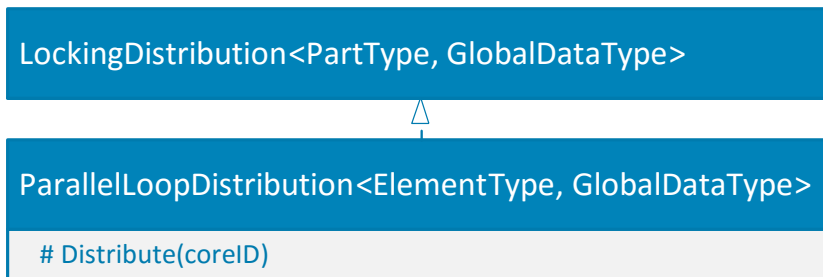 LockingDistribution<PartType, GlobalDataType>
ParallelLoopDistribution<ElementType, GlobalDataType>
# Distribute(coreID)